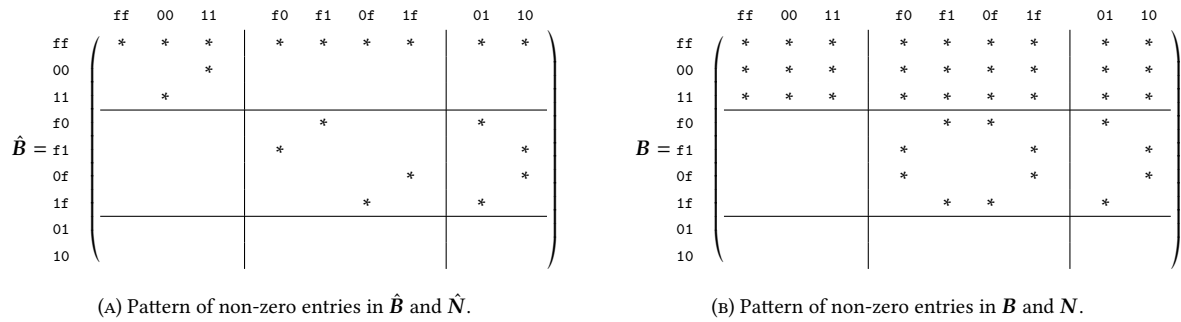 ff 00 11 f0 f1 0f 1f 01 10 ff 00 11 f0 f1 0f 1f 01 10
ff * * * * * * * * * ff * * * * * * * * *
00 * 00 * * * * * * * * *
11 * 11 * * * * * * * * *
f0 * * f0 * * *
B̂ = f1 * * B = f1 * * *
0f * * 0f * * *
1f * * 1f * * *
01 01
10 10
(A) Pattern of non-zero entries in B̂ and N̂. (B) Pattern of non-zero entries in B and N.